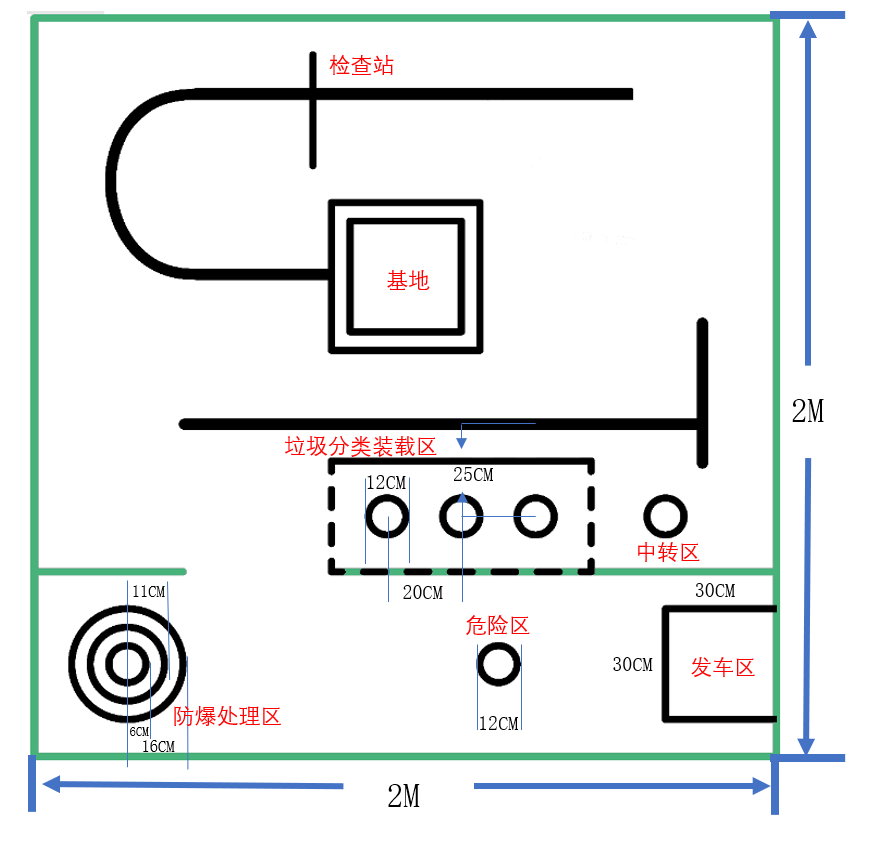 检查站
基地
2M
垃圾分类装载区
12CM
25CM
中转区
20CM
11CM
30CM
危险区
30CM
发车区
防爆处理区
6CM
16CM
12CM
2M